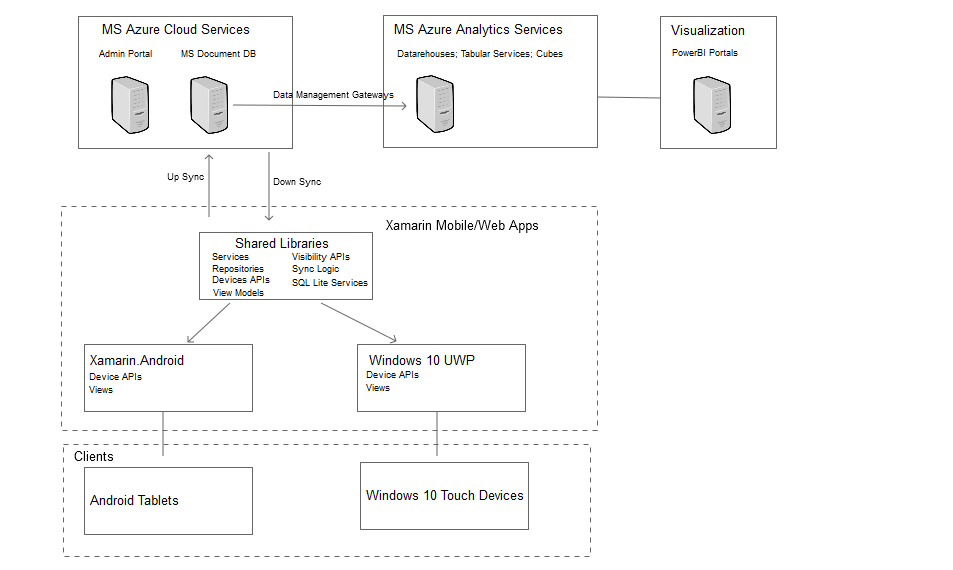 MS Azure Cloud Services
Admin Portal
MS Document DB
MS Azure Analytics Services
Datarehouses; Tabular Services; Cubes
Visualization
PowerBI Portals
Data Management Gateways
Up Sync
Down Sync
Xamarin Mobile/Web Apps
Shared Libraries
Services
Repositories
Devices APIs
View Models
Visibility APIs
Sync Logic
SQL Lite Services
Xamarin.Android
Device APIs
Views
Windows 10 UWP
Device APIs
Views
Clients
Android Tablets
Windows 10 Touch Devices